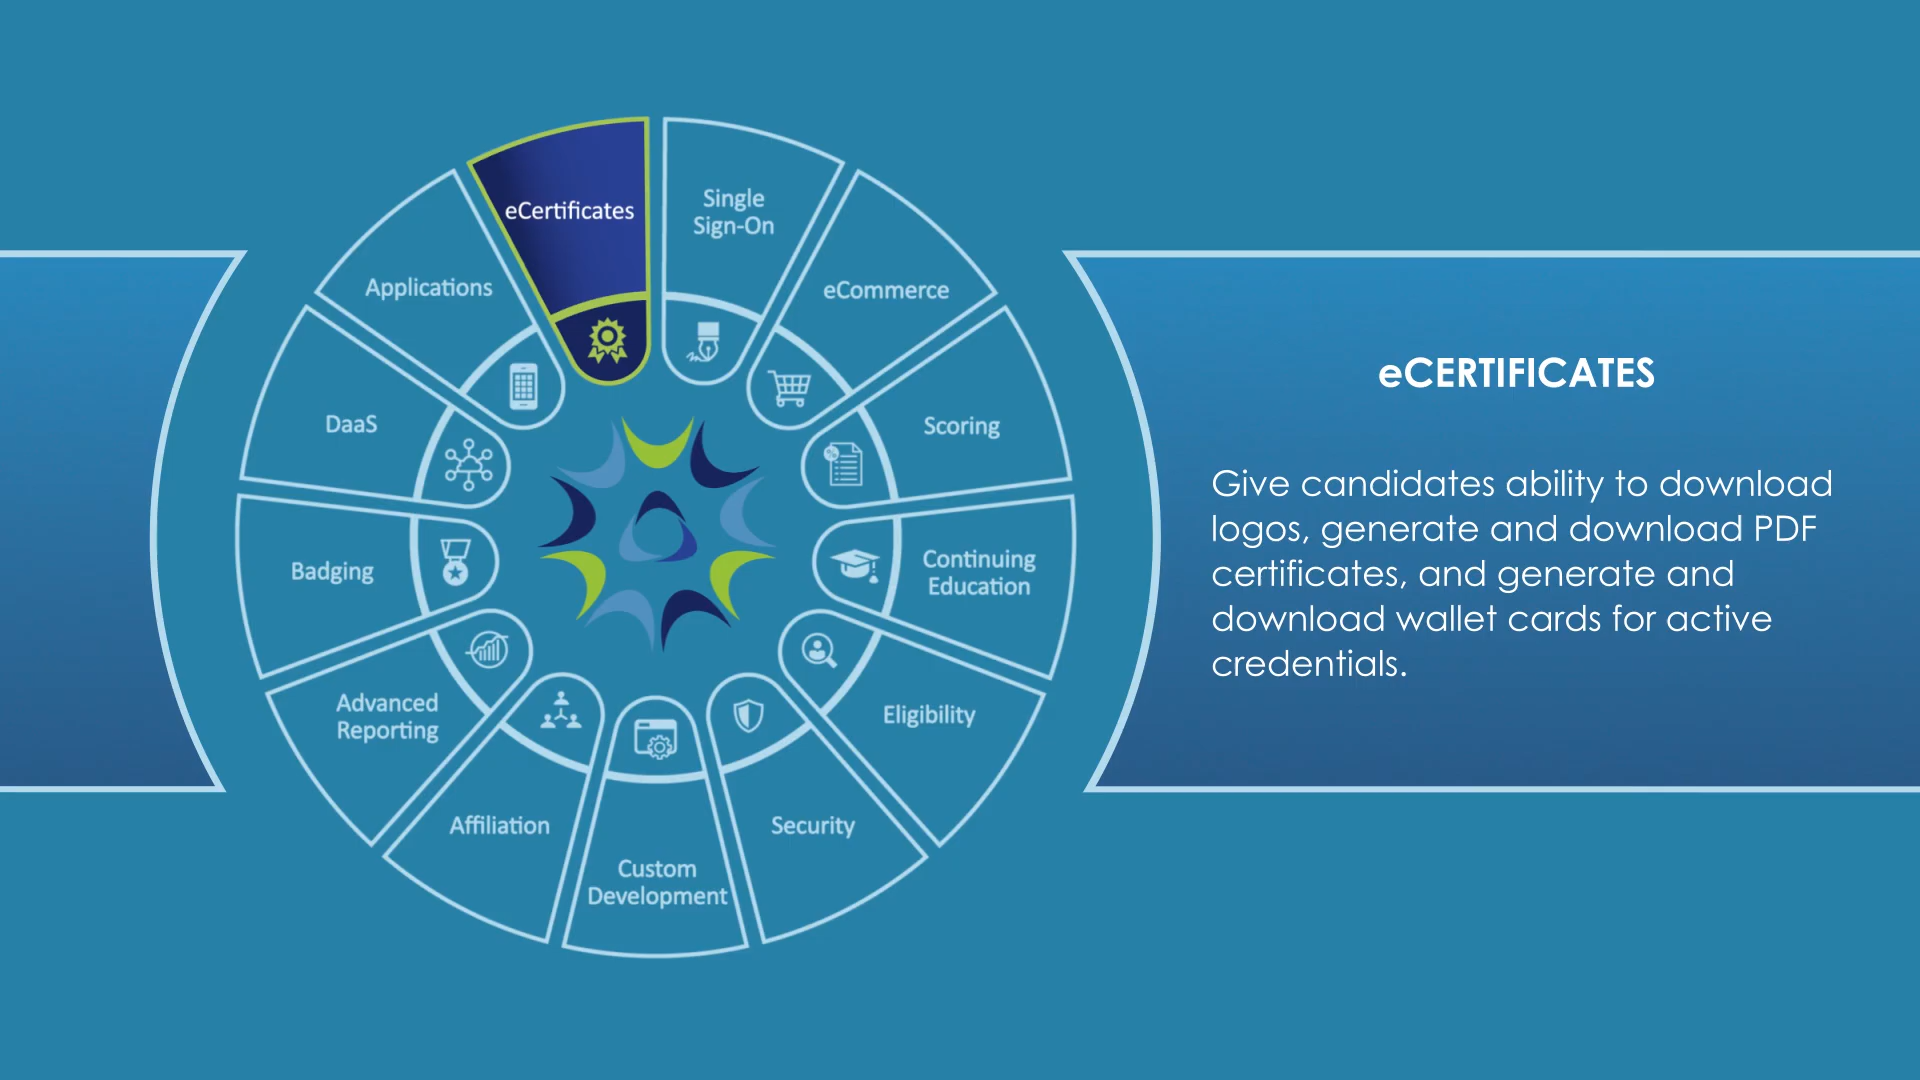 eCertificates
Single
Sign-On
eCommerce
Scoring
Continuing
Education
Eligibility
Security
Custom
Development
Affiliation
Advanced
Reporting
Badging
DaaS
Applications
eCERTIFICATES
Give candidates ability to download
logos, generate and download PDF
certificates, and generate and
download wallet cards for active
credentials.